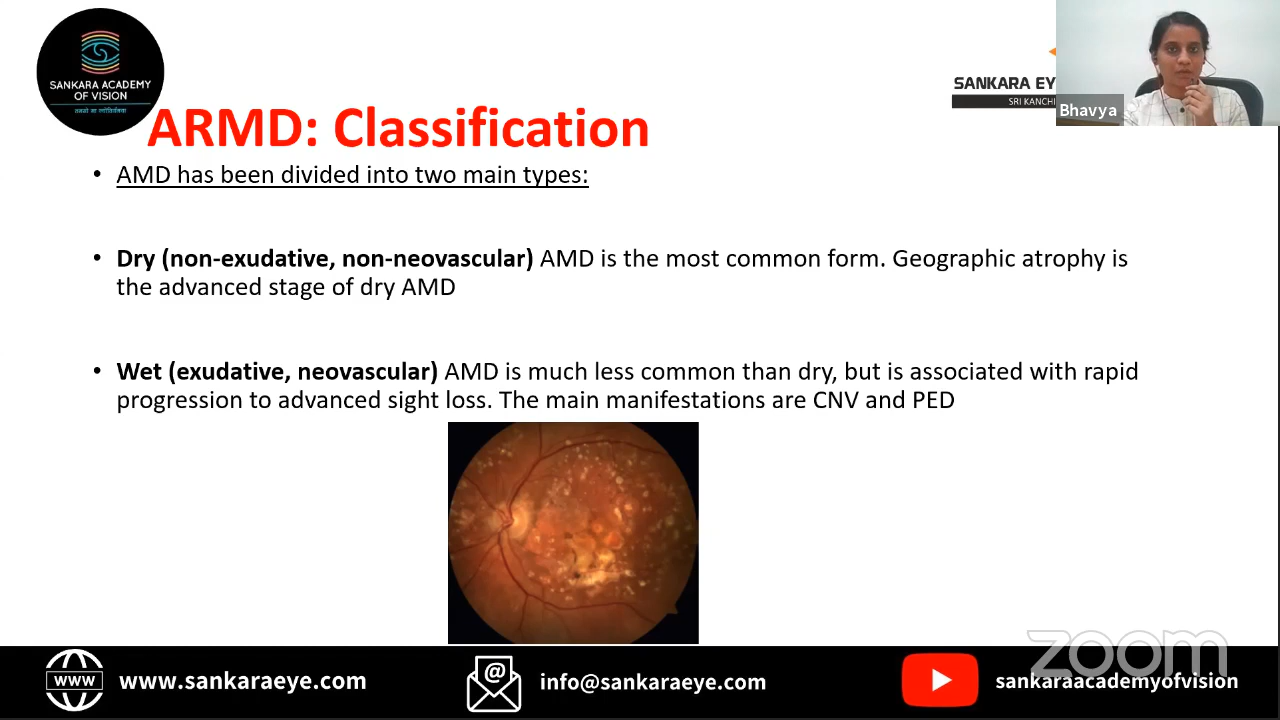 SANKARA ACADEMY
OF VISION
तमसो मा ज्योतिर्गमय
SANKARA EY
SRI KANCHI
Bhavya
ARMD: Classification
• AMD has been divided into two main types:
• Dry (non-exudative, non-neovascular) AMD is the most common form. Geographic atrophy is
the advanced stage of dry AMD
• Wet (exudative, neovascular) AMD is much less common than dry, but is associated with rapid
progression to advanced sight loss. The main manifestations are CNV and PED
zoom
www
www.sankaraeye.com
@
info@sankaraeye.com
sankaraacademyofvision